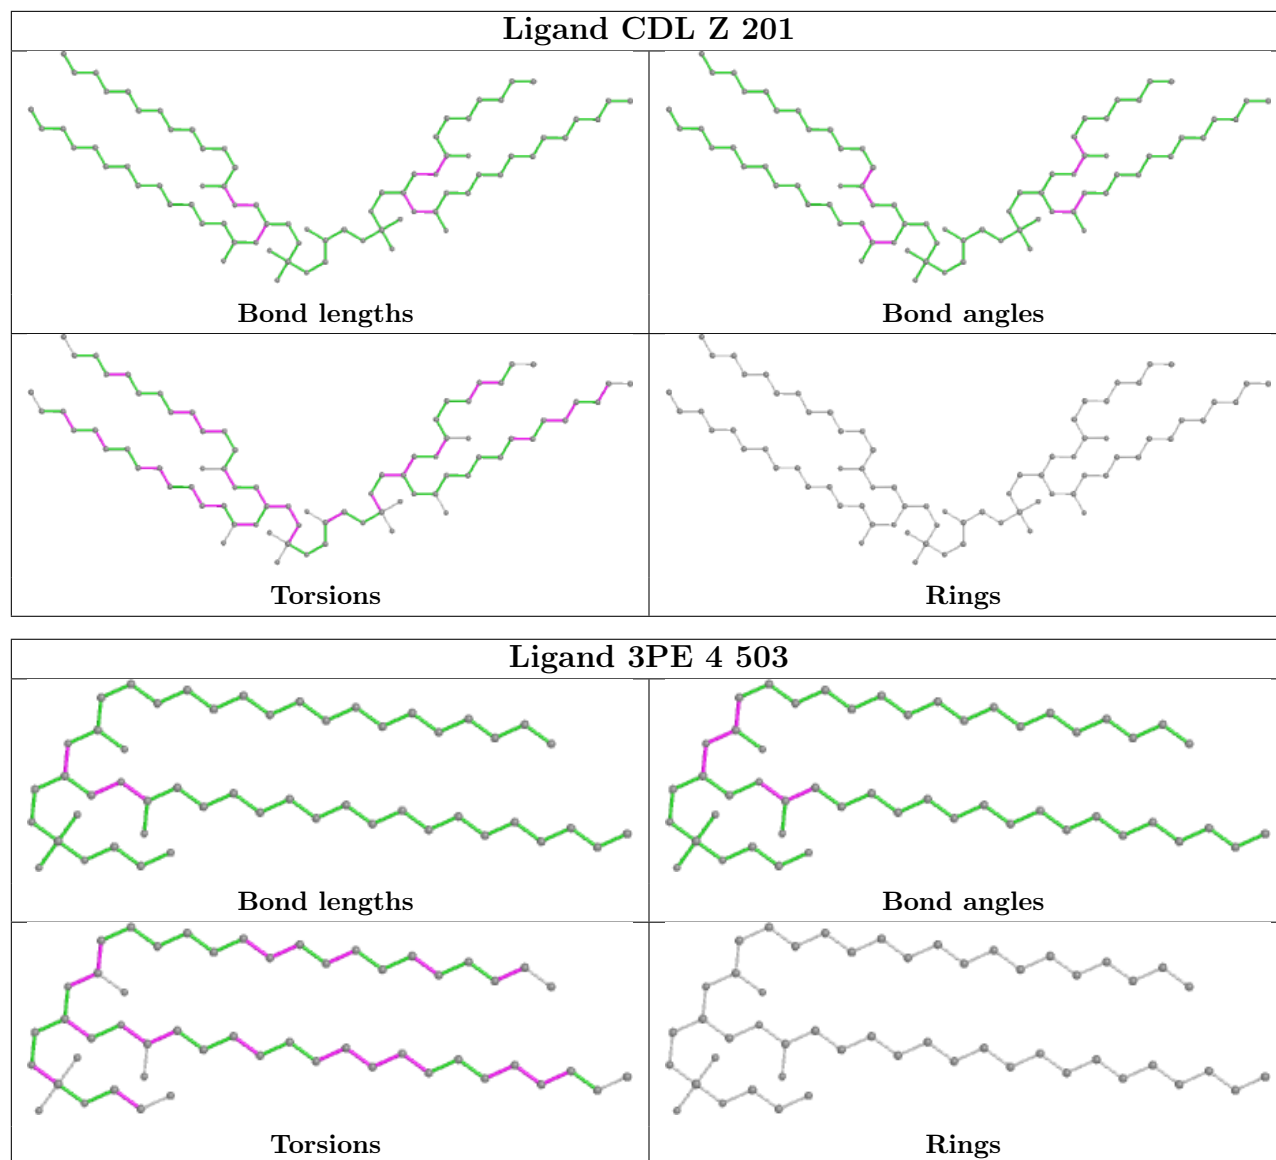 Ligand CDL Z 201
Bond lengths
Bond angles
Torsions
Rings
Ligand 3PE 4 503
Bond lengths
Bond angles
Torsions
Rings